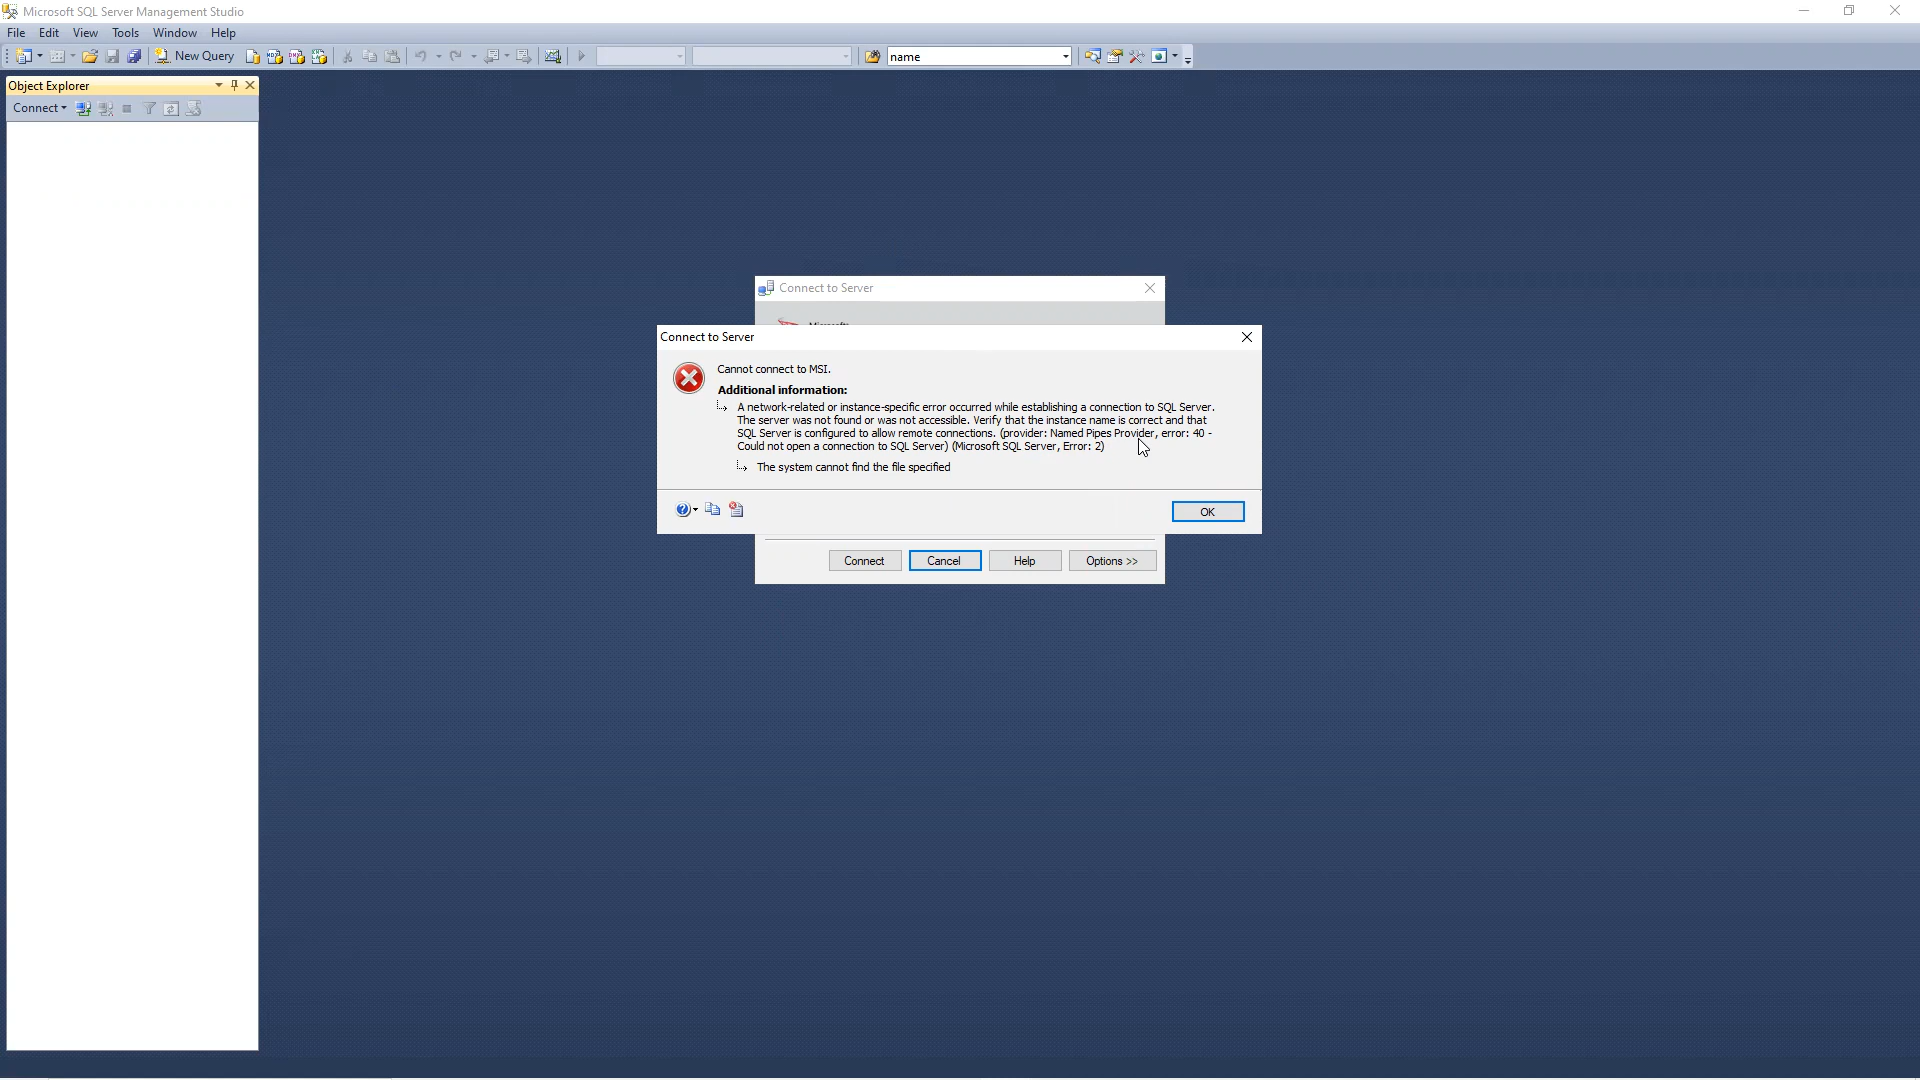 Microsoft SQL Server Management Studio
File Edit View Tools Window Help
New Query
name
Object Explorer
Connect
Connect to Server
Microsoft
Connect to Server
Cannot connect to MSI.
Additional information:
A network-related or instance-specific error occurred while establishing a connection to SQL Server.
The server was not found or was not accessible. Verify that the instance name is correct and that
SQL Server is configured to allow remote connections. (provider: Named Pipes Provider, error: 40 -
Could not open a connection to SQL Server) (Microsoft SQL Server, Error: 2)
The system cannot find the file specified
OK
Connect Cancel Help Options >>